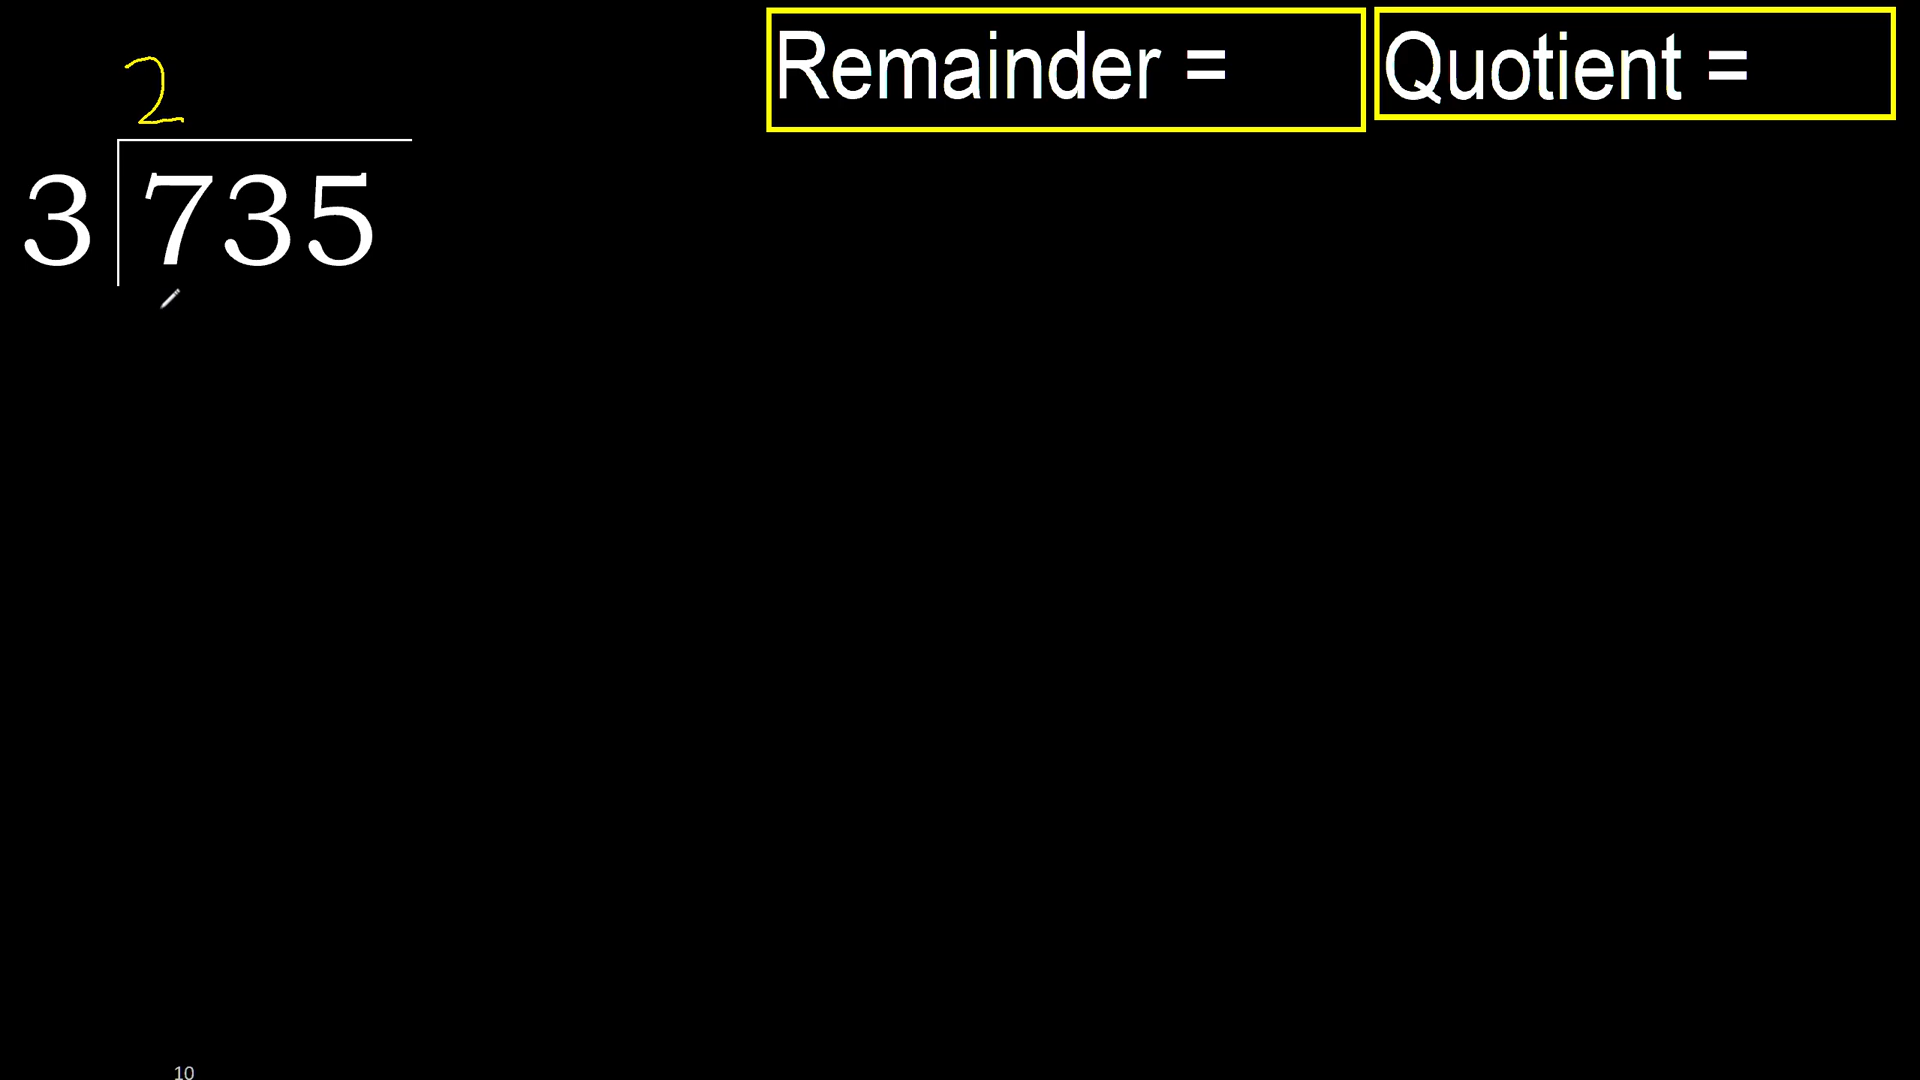 2
3 735
Remainder =
Quotient =
10